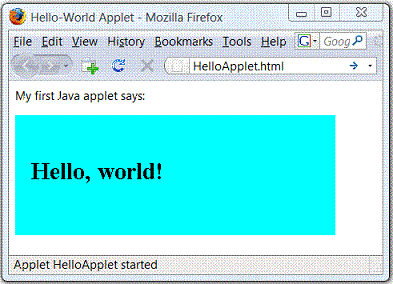 Hello-World Applet - Mozilla Firefox
File Edit View History Bookmarks Tools Help G Goog
HelloApplet.html
My first Java applet says:
Hello, world!
Applet HelloApplet started